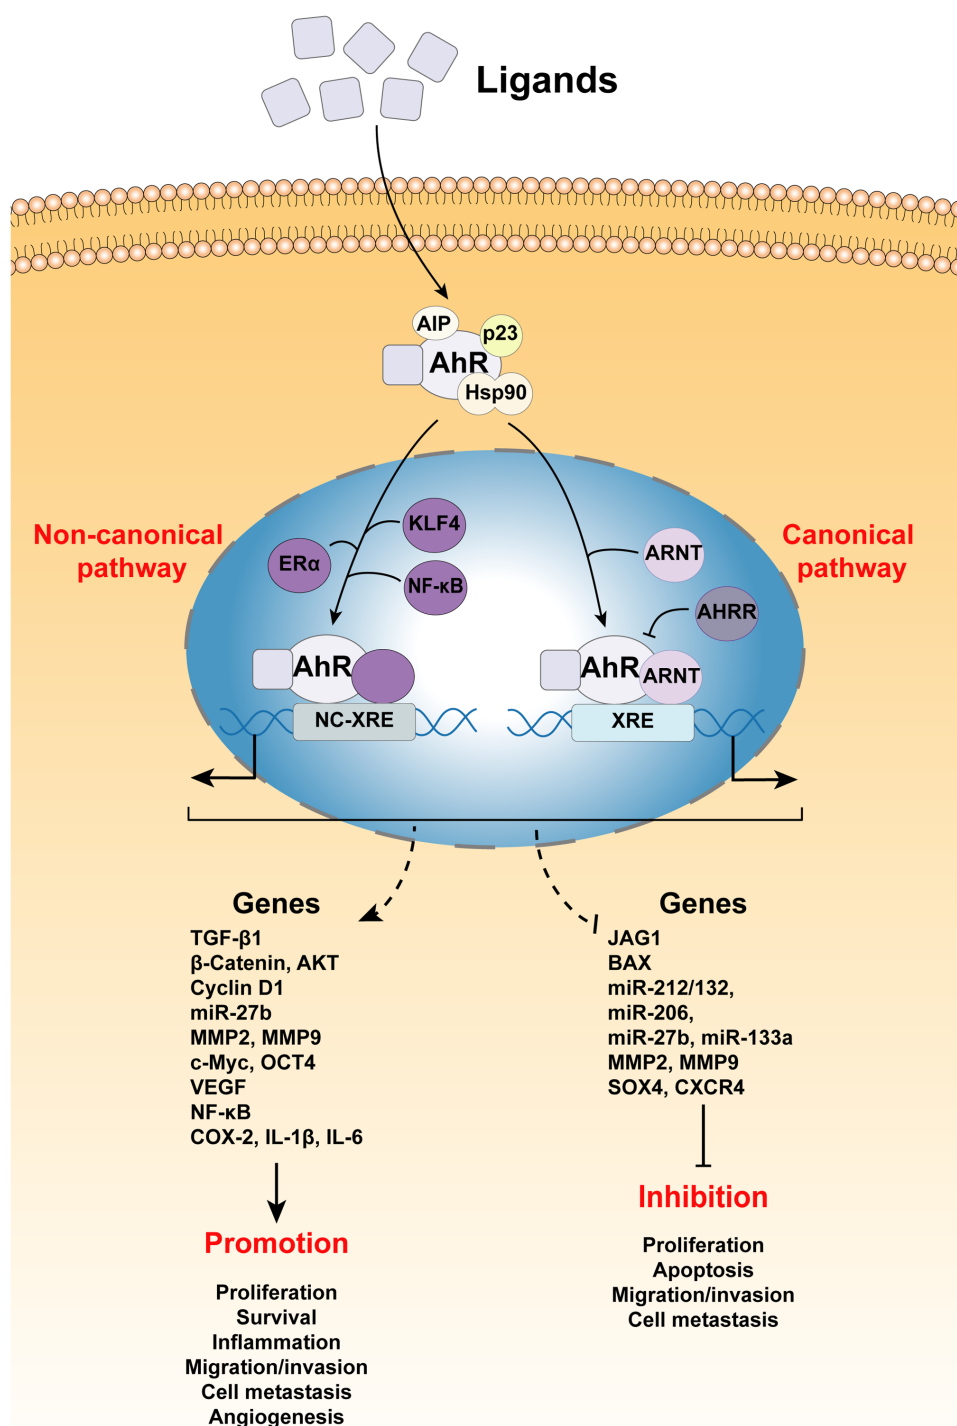 Ligands
AIP
p23
AhR
Hsp90
Non-canonical
pathway
Canonical
pathway
KLF4
ERα
NF-κB
ARNT
AHRR
AhR
NC-XRE
AhR
ARNT
XRE
Genes
TGF-β1
β-Catenin, AKT
Cyclin D1
miR-27b
MMP2, MMP9
c-Myc, OCT4
VEGF
NF-κB
COX-2, IL-1β, IL-6
Promotion
Proliferation
Survival
Inflammation
Migration/invasion
Cell metastasis
Angiogenesis
Genes
JAG1
BAX
miR-212/132,
miR-206,
miR-27b, miR-133a
MMP2, MMP9
SOX4, CXCR4
Inhibition
Proliferation
Apoptosis
Migration/invasion
Cell metastasis